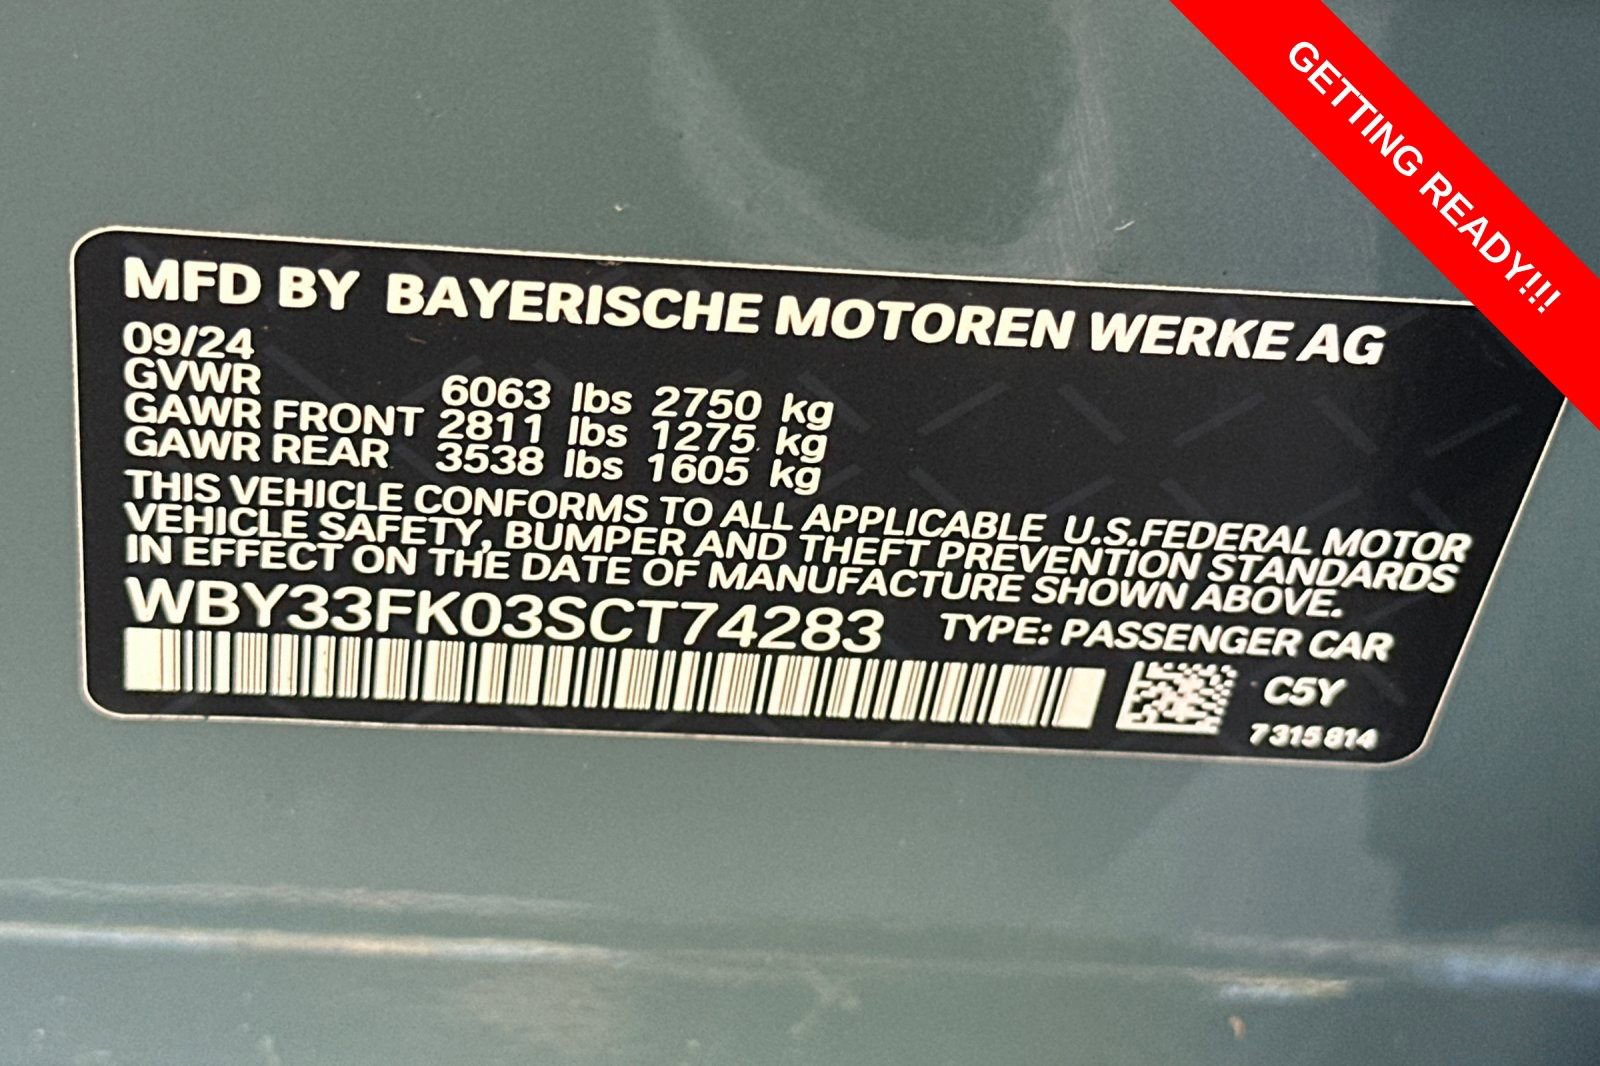 GETTING READY!!!
MFD BY BAYERISCHE MOTOREN WERKE AG
09/24
GVWR 6063 lbs 2750 kg
GAWR FRONT 2811 lbs 1275 kg
GAWR REAR 3538 lbs 1605 kg
THIS VEHICLE CONFORMS TO ALL APPLICABLE U.S.FEDERAL MOTOR
VEHICLE SAFETY, BUMPER AND THEFT PREVENTION STANDARDS
IN EFFECT ON THE DATE OF MANUFACTURE SHOWN ABOVE.
WBY33FK03SCT74283 TYPE: PASSENGER CAR
C5Y
7315814